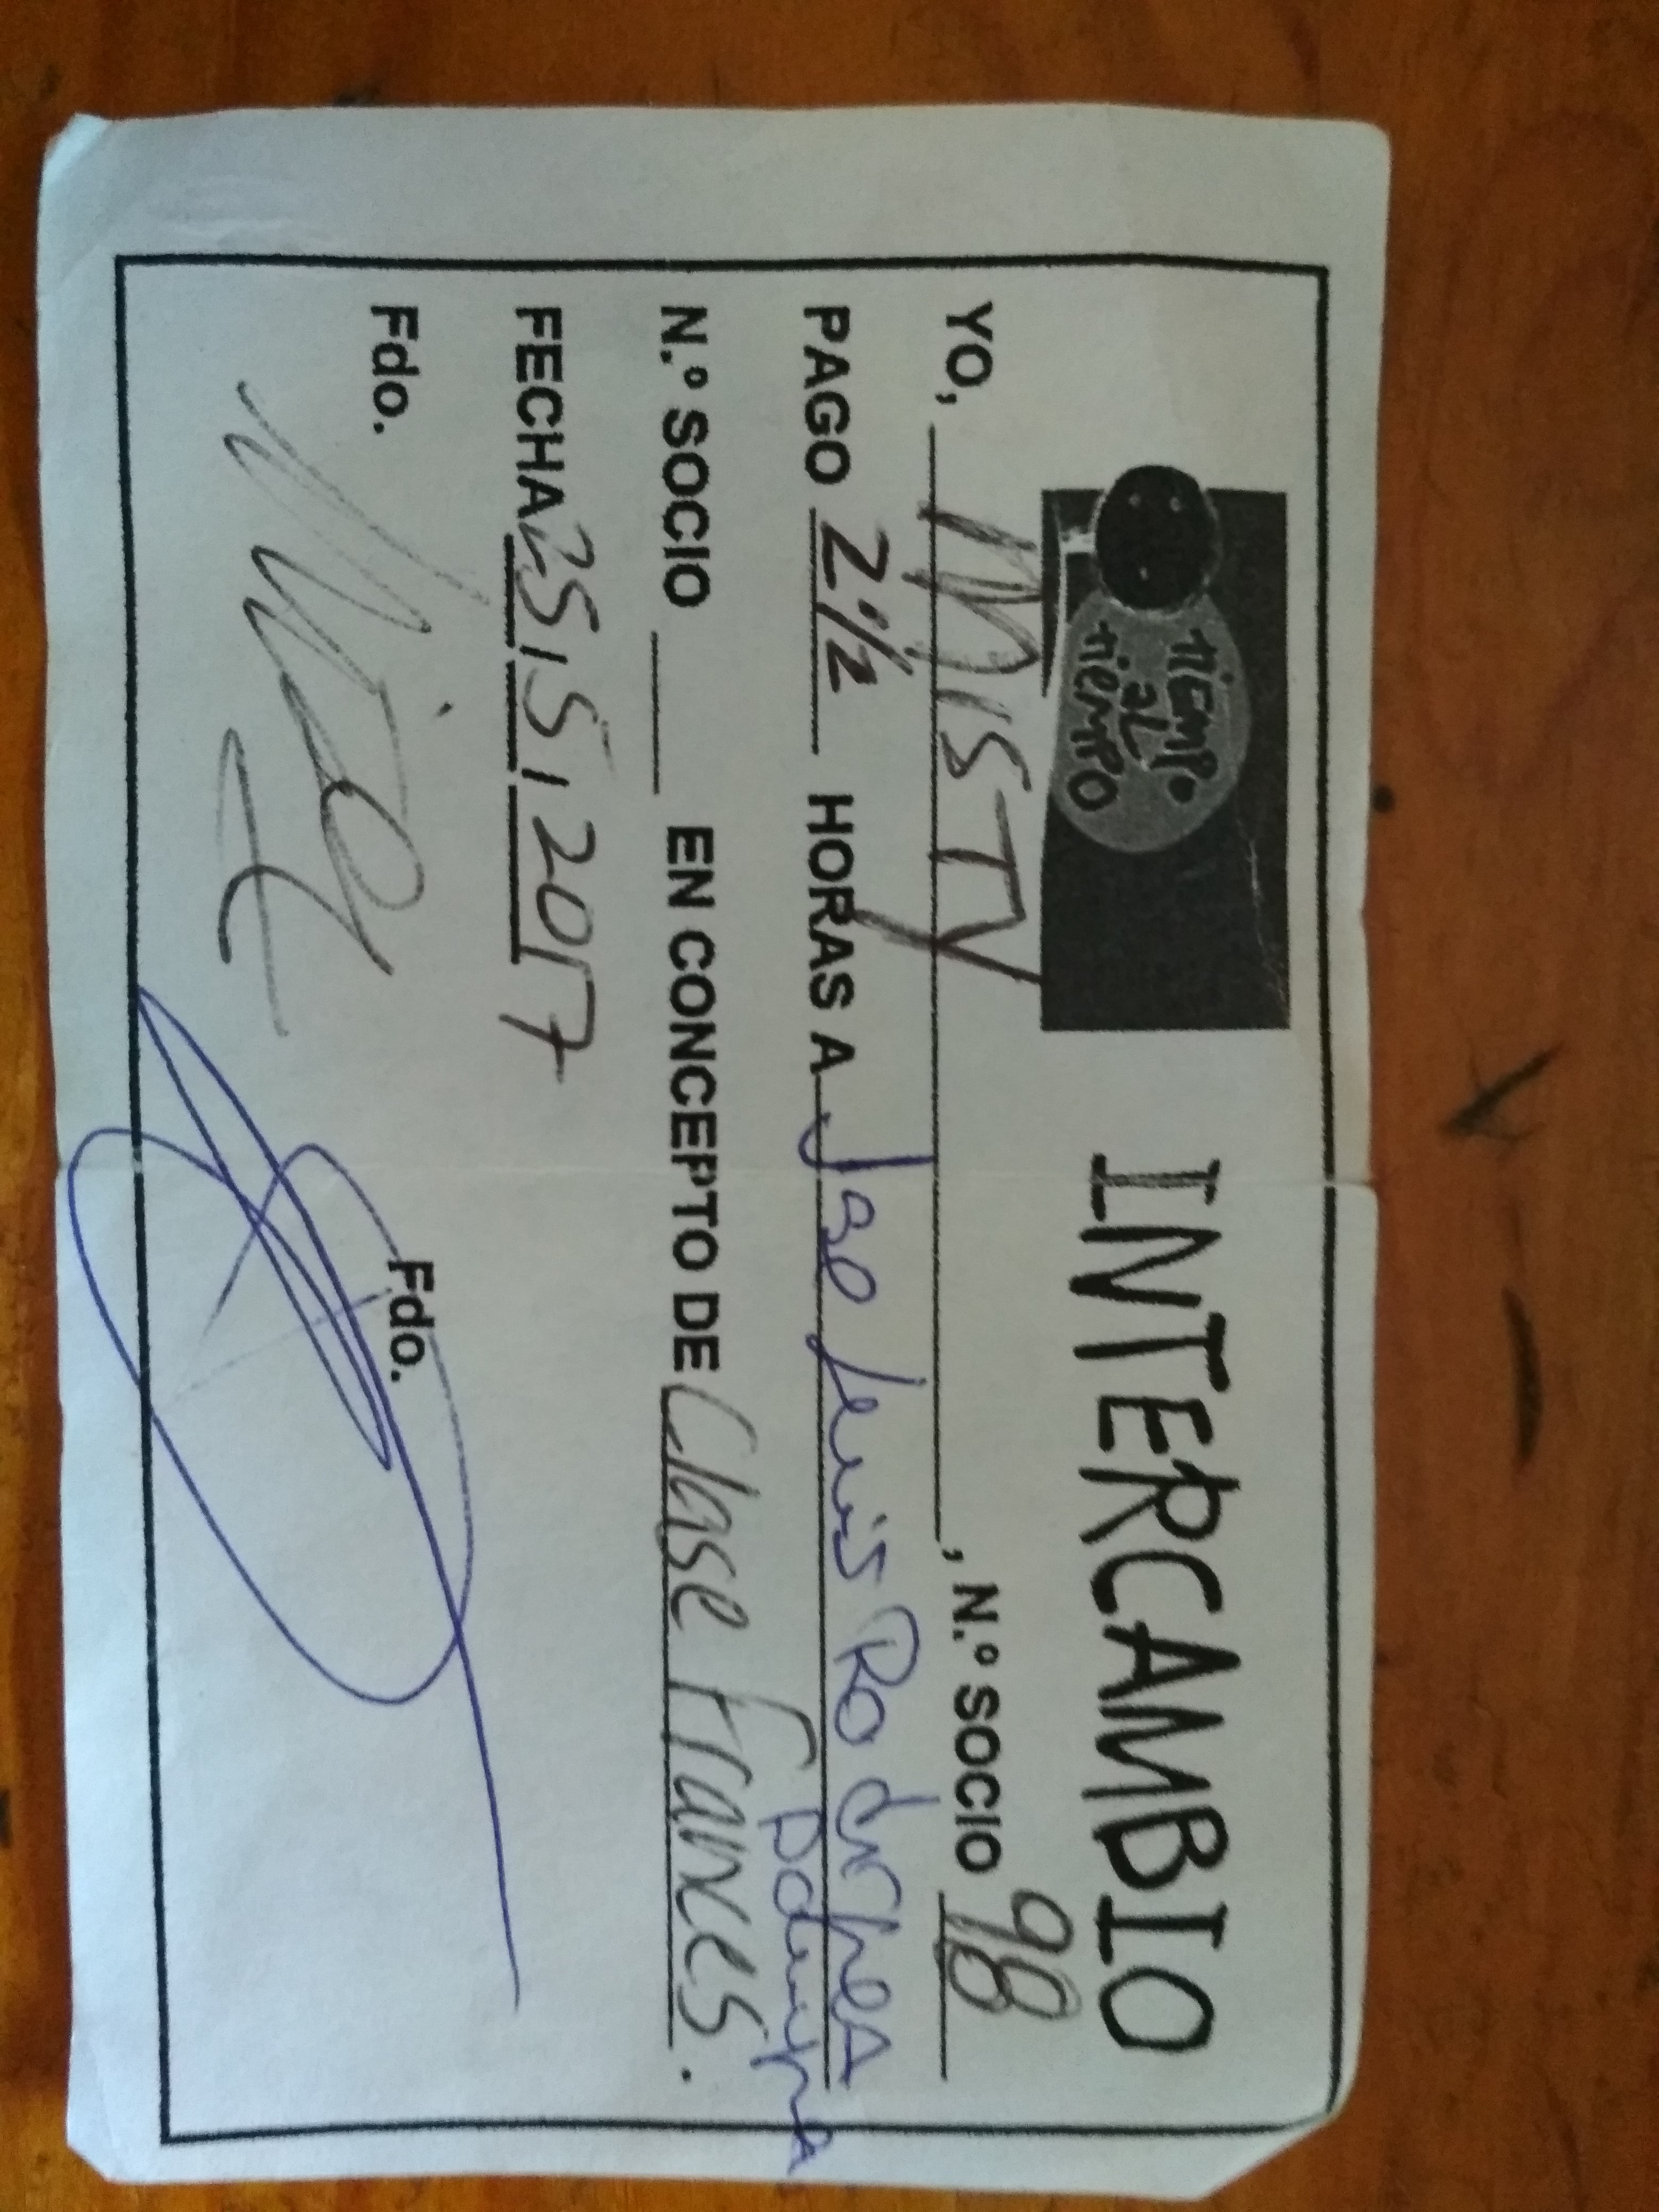 tiempo
al
tiempo
INTERCAMBIO
YO, MISTY, N.º SOCIO 98
PAGO 2 1/2 HORAS A Jose Luis Rodriguez
N.º SOCIO ____ EN CONCEPTO DE Clase Frances.
FECHA 25/5/2017
Fdo. Fdo.